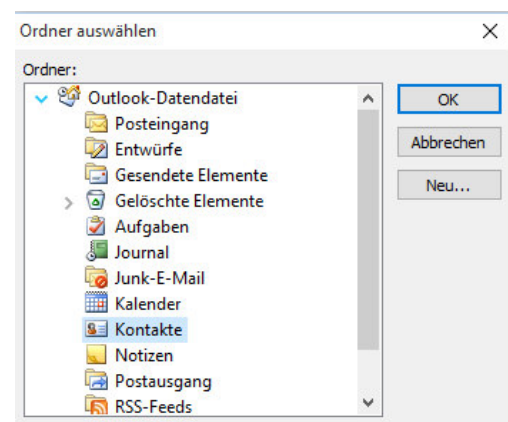 Ordner auswählen
Ordner:
Outlook-Datendatei
Posteingang
Entwürfe
Gesendete Elemente
Gelöschte Elemente
Aufgaben
Journal
Junk-E-Mail
Kalender
Kontakte
Notizen
Postausgang
RSS-Feeds
OK
Abbrechen
Neu...